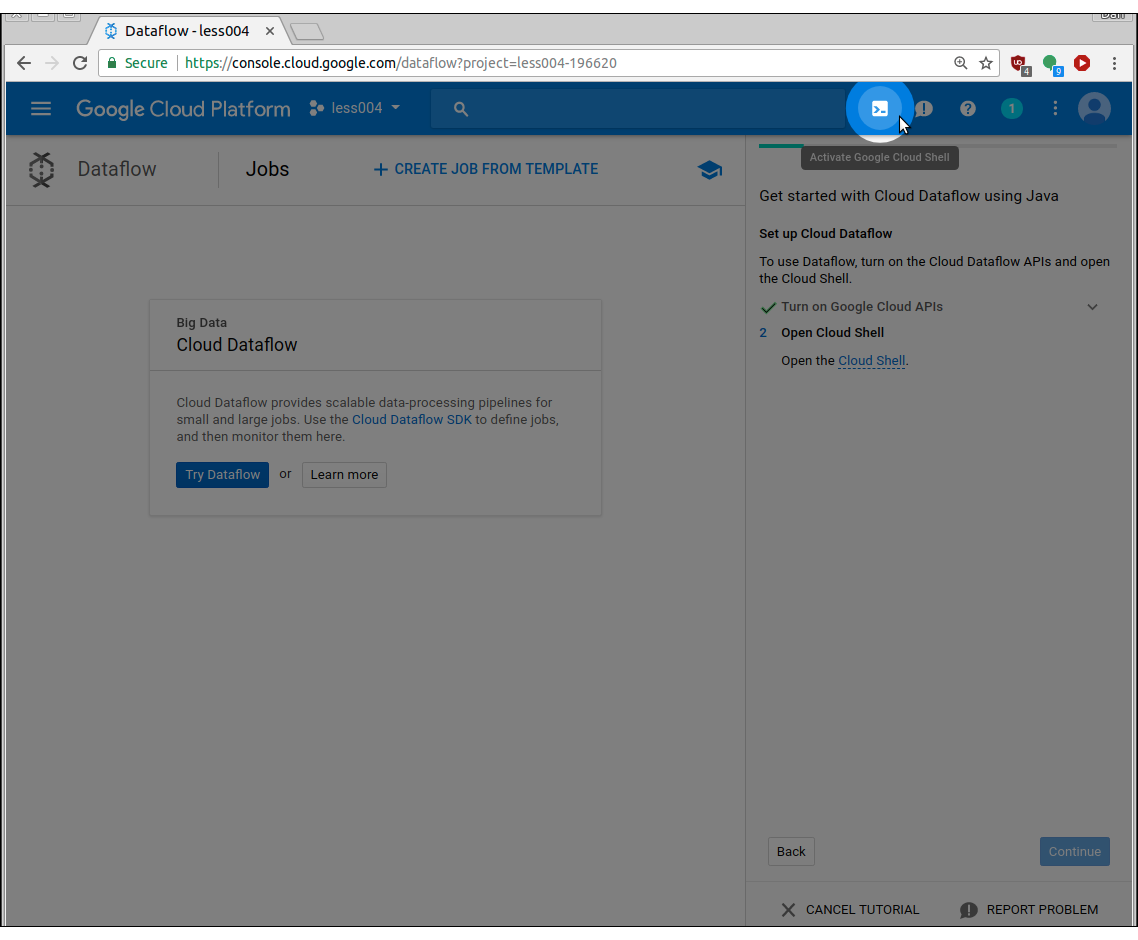 Dan
Dataflow - less004
Secure https://console.cloud.google.com/dataflow?project=less004-196620
4
9
Google Cloud Platform less004
1
Activate Google Cloud Shell
Dataflow Jobs CREATE JOB FROM TEMPLATE
Get started with Cloud Dataflow using Java
Set up Cloud Dataflow
To use Dataflow, turn on the Cloud Dataflow APIs and open
the Cloud Shell.
Turn on Google Cloud APIs
2 Open Cloud Shell
Open the Cloud Shell.
Big Data
Cloud Dataflow
Cloud Dataflow provides scalable data-processing pipelines for
small and large jobs. Use the Cloud Dataflow SDK to define jobs,
and then monitor them here.
Try Dataflow or Learn more
Back Continue
CANCEL TUTORIAL REPORT PROBLEM